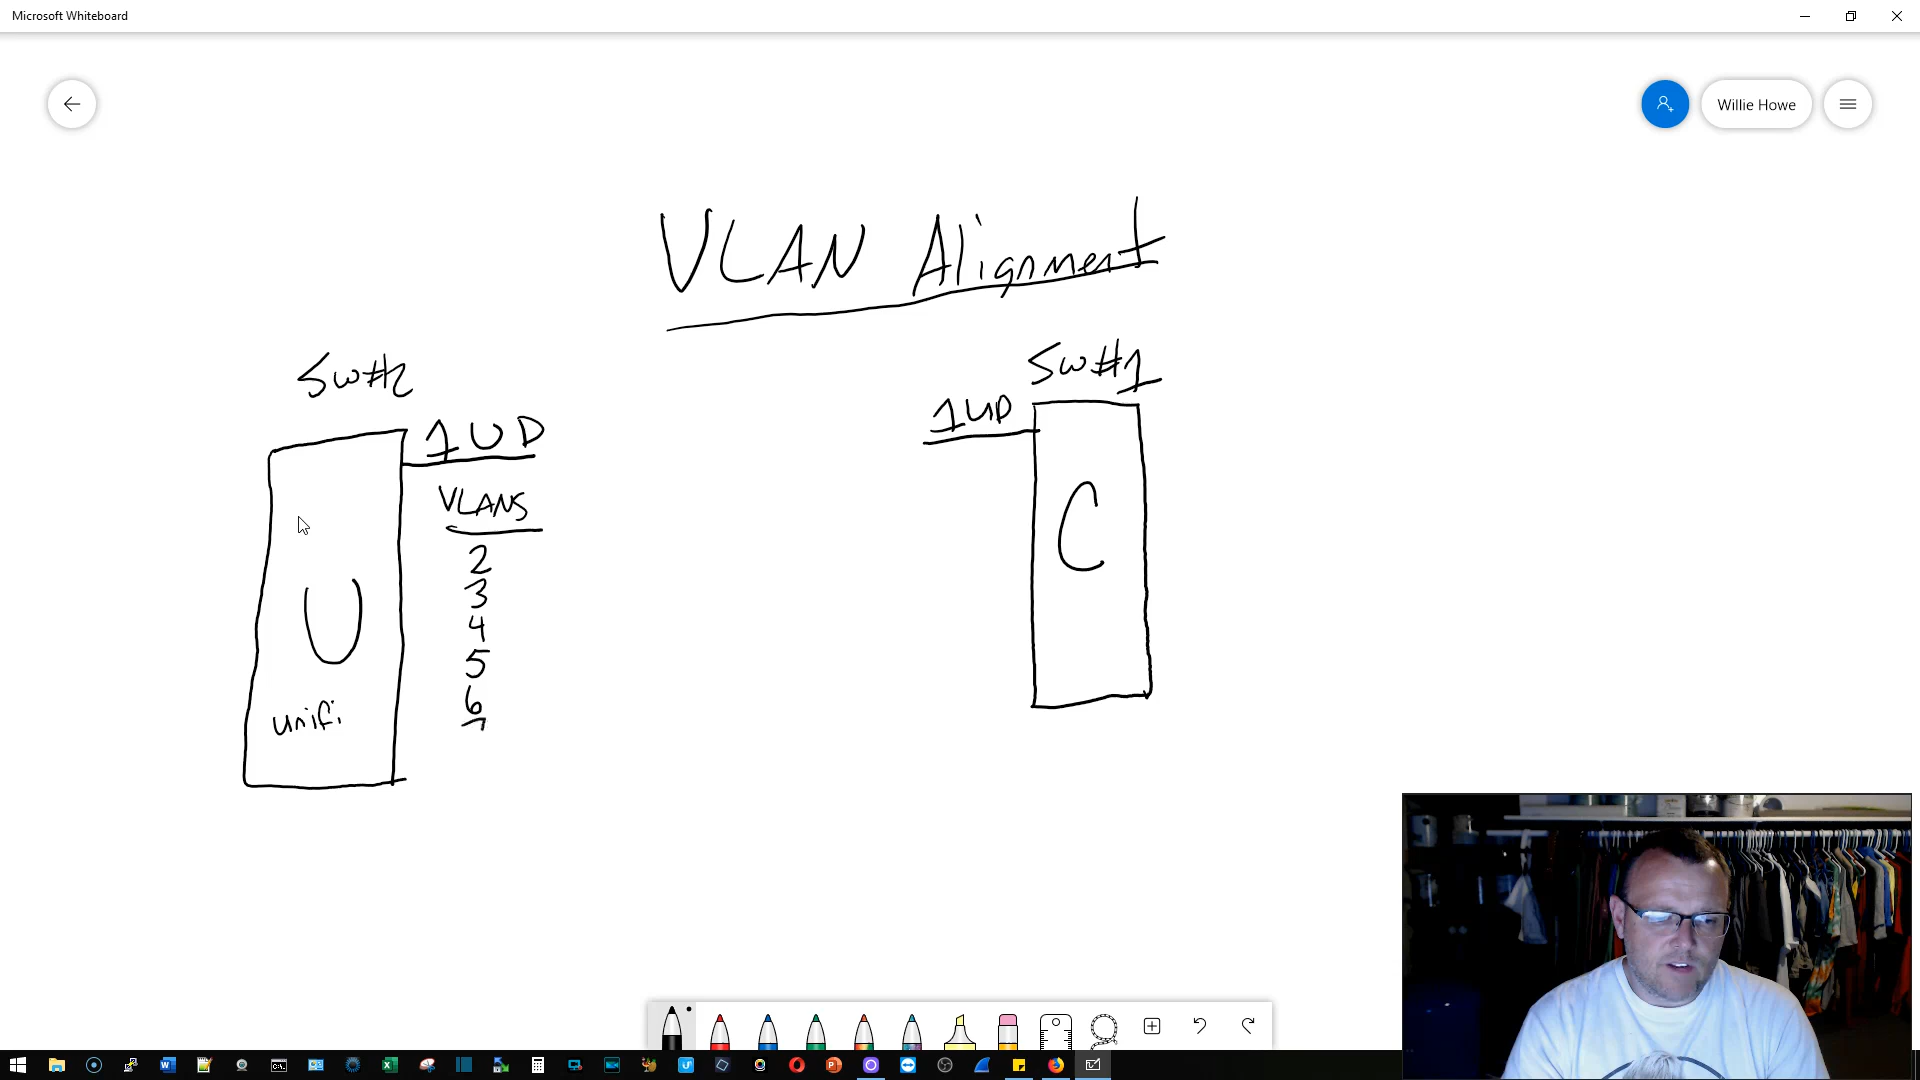 Microsoft Whiteboard
Willie Howe
VLAN Alignment
SW#2
SW#1
1UD
1UD
VLANS
2
3
4
5
6
U
C
unifi